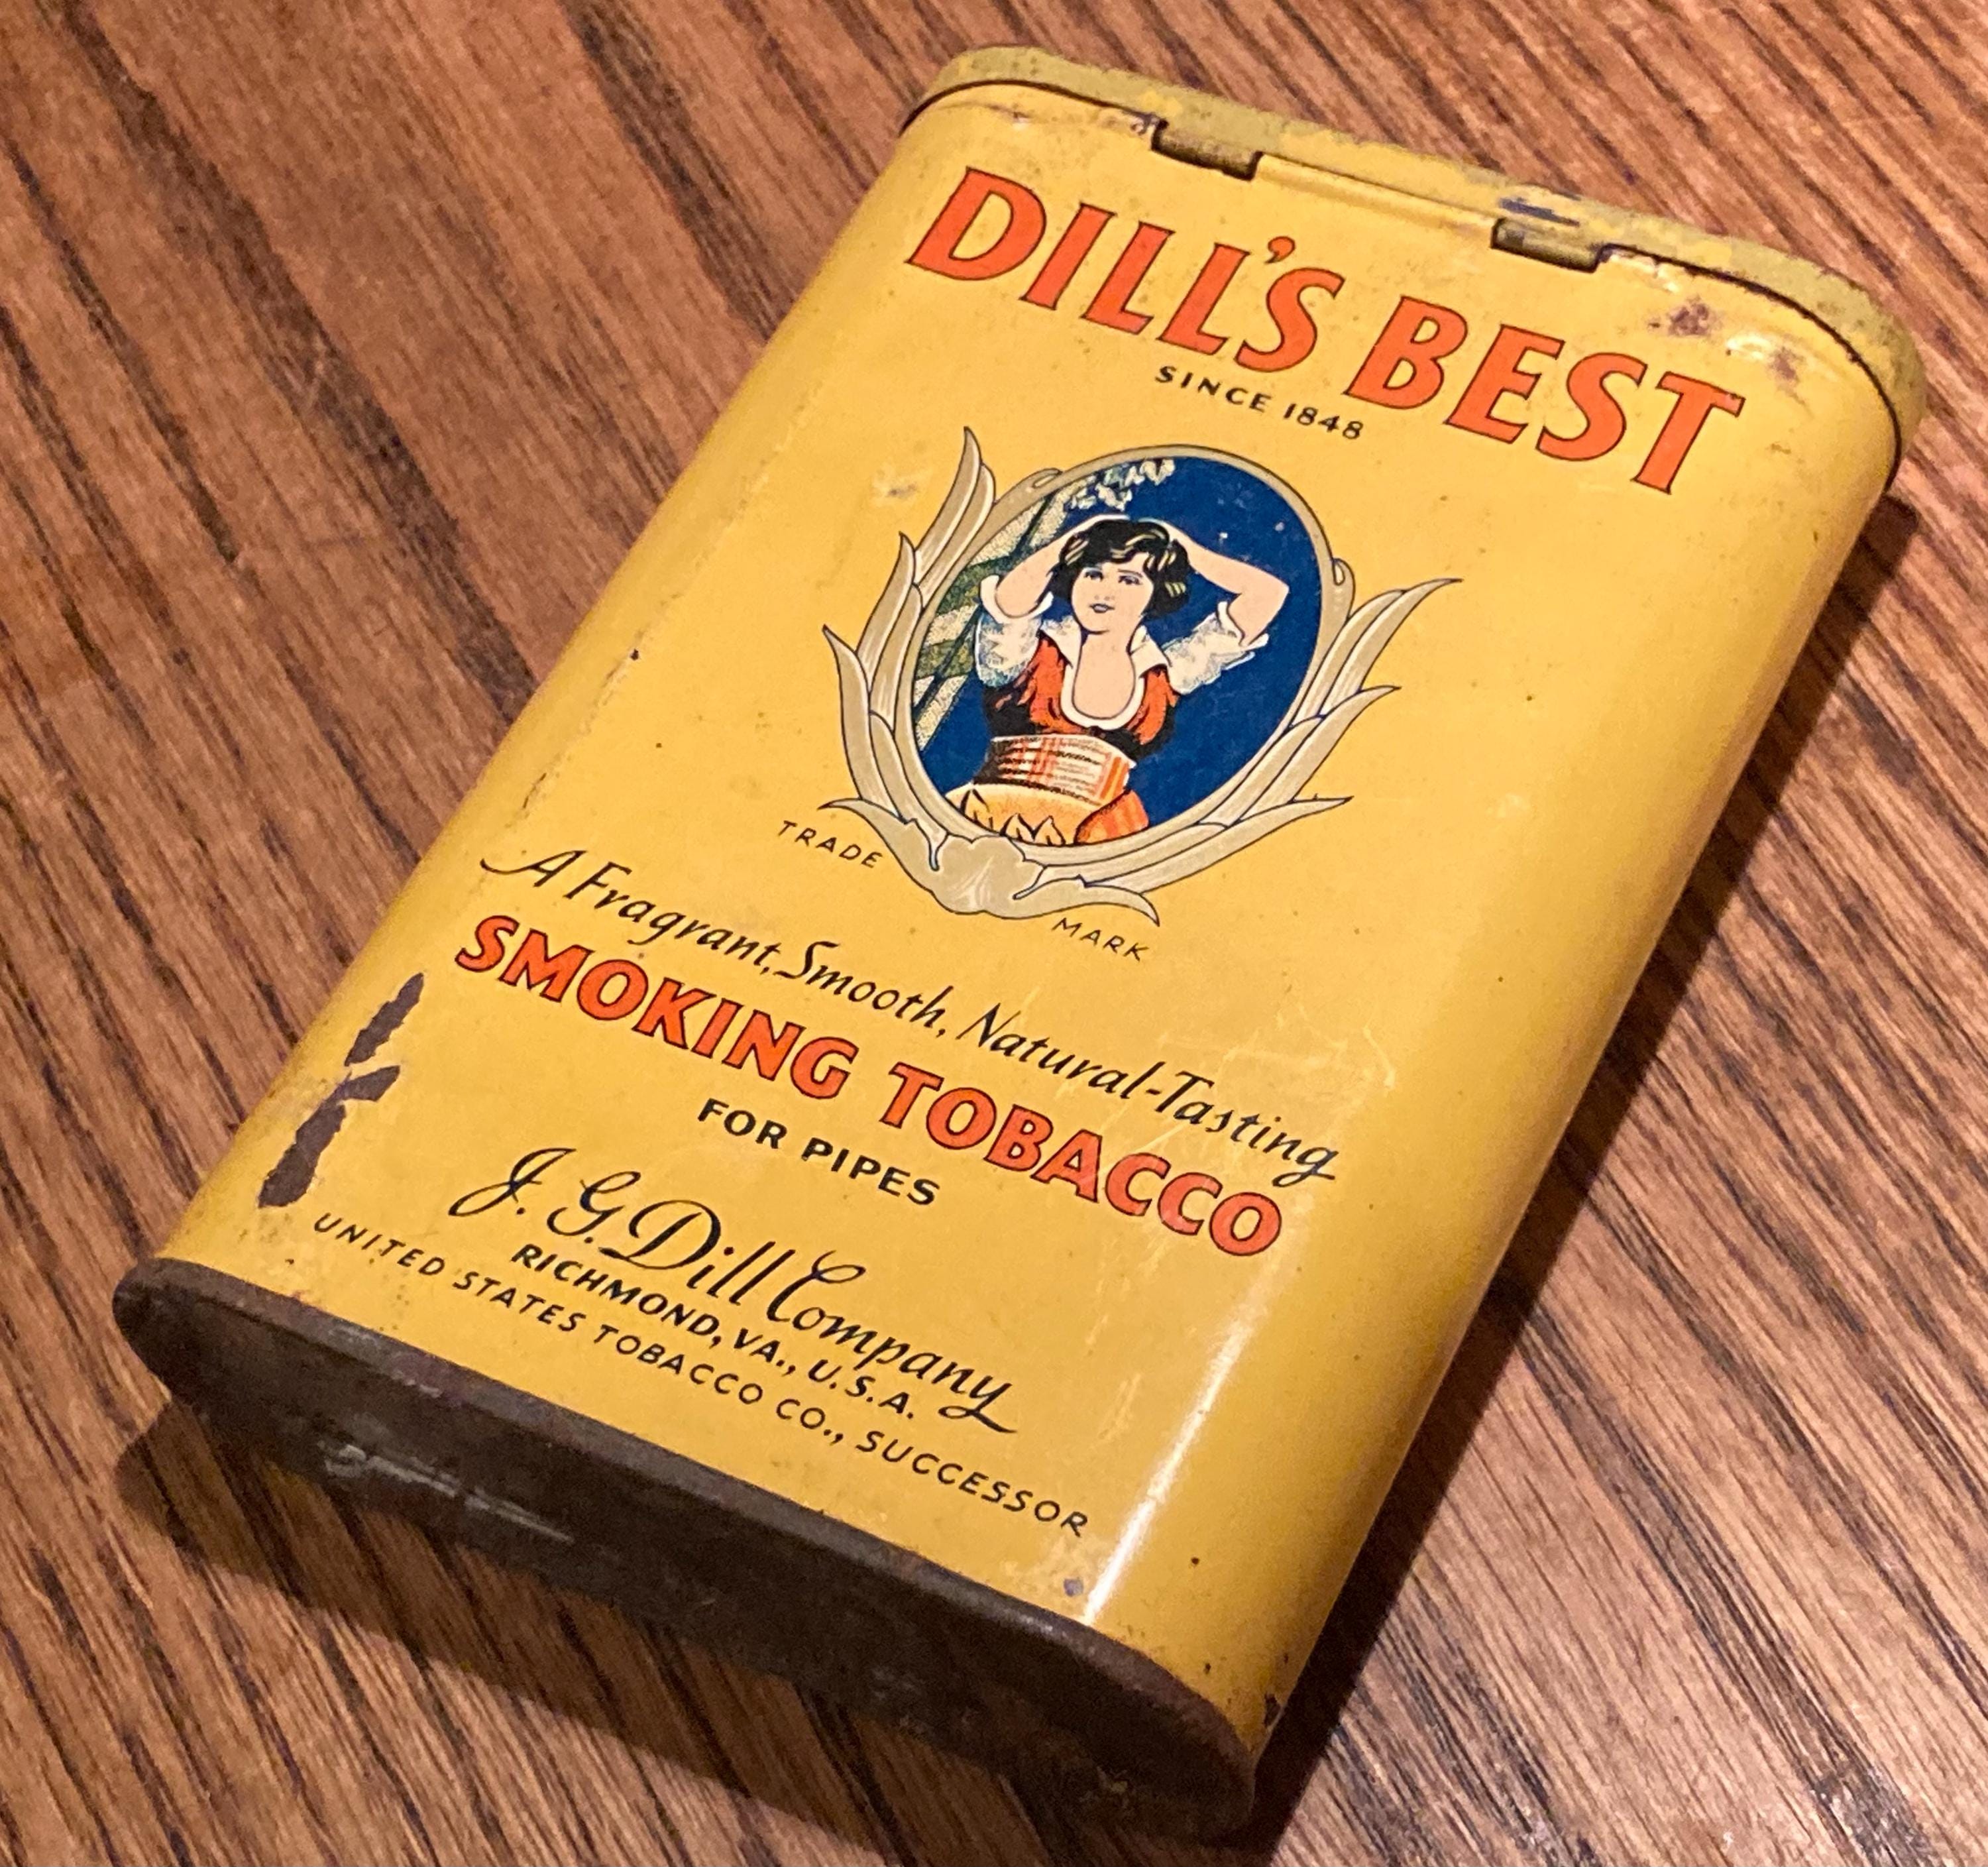 DILL'S BEST
SINCE 1848
TRADE MARK
A Fragrant, Smooth, Natural-Tasting
SMOKING TOBACCO
FOR PIPES
J. G. Dill Company
RICHMOND, VA., U.S.A.
UNITED STATES TOBACCO CO., SUCCESSOR